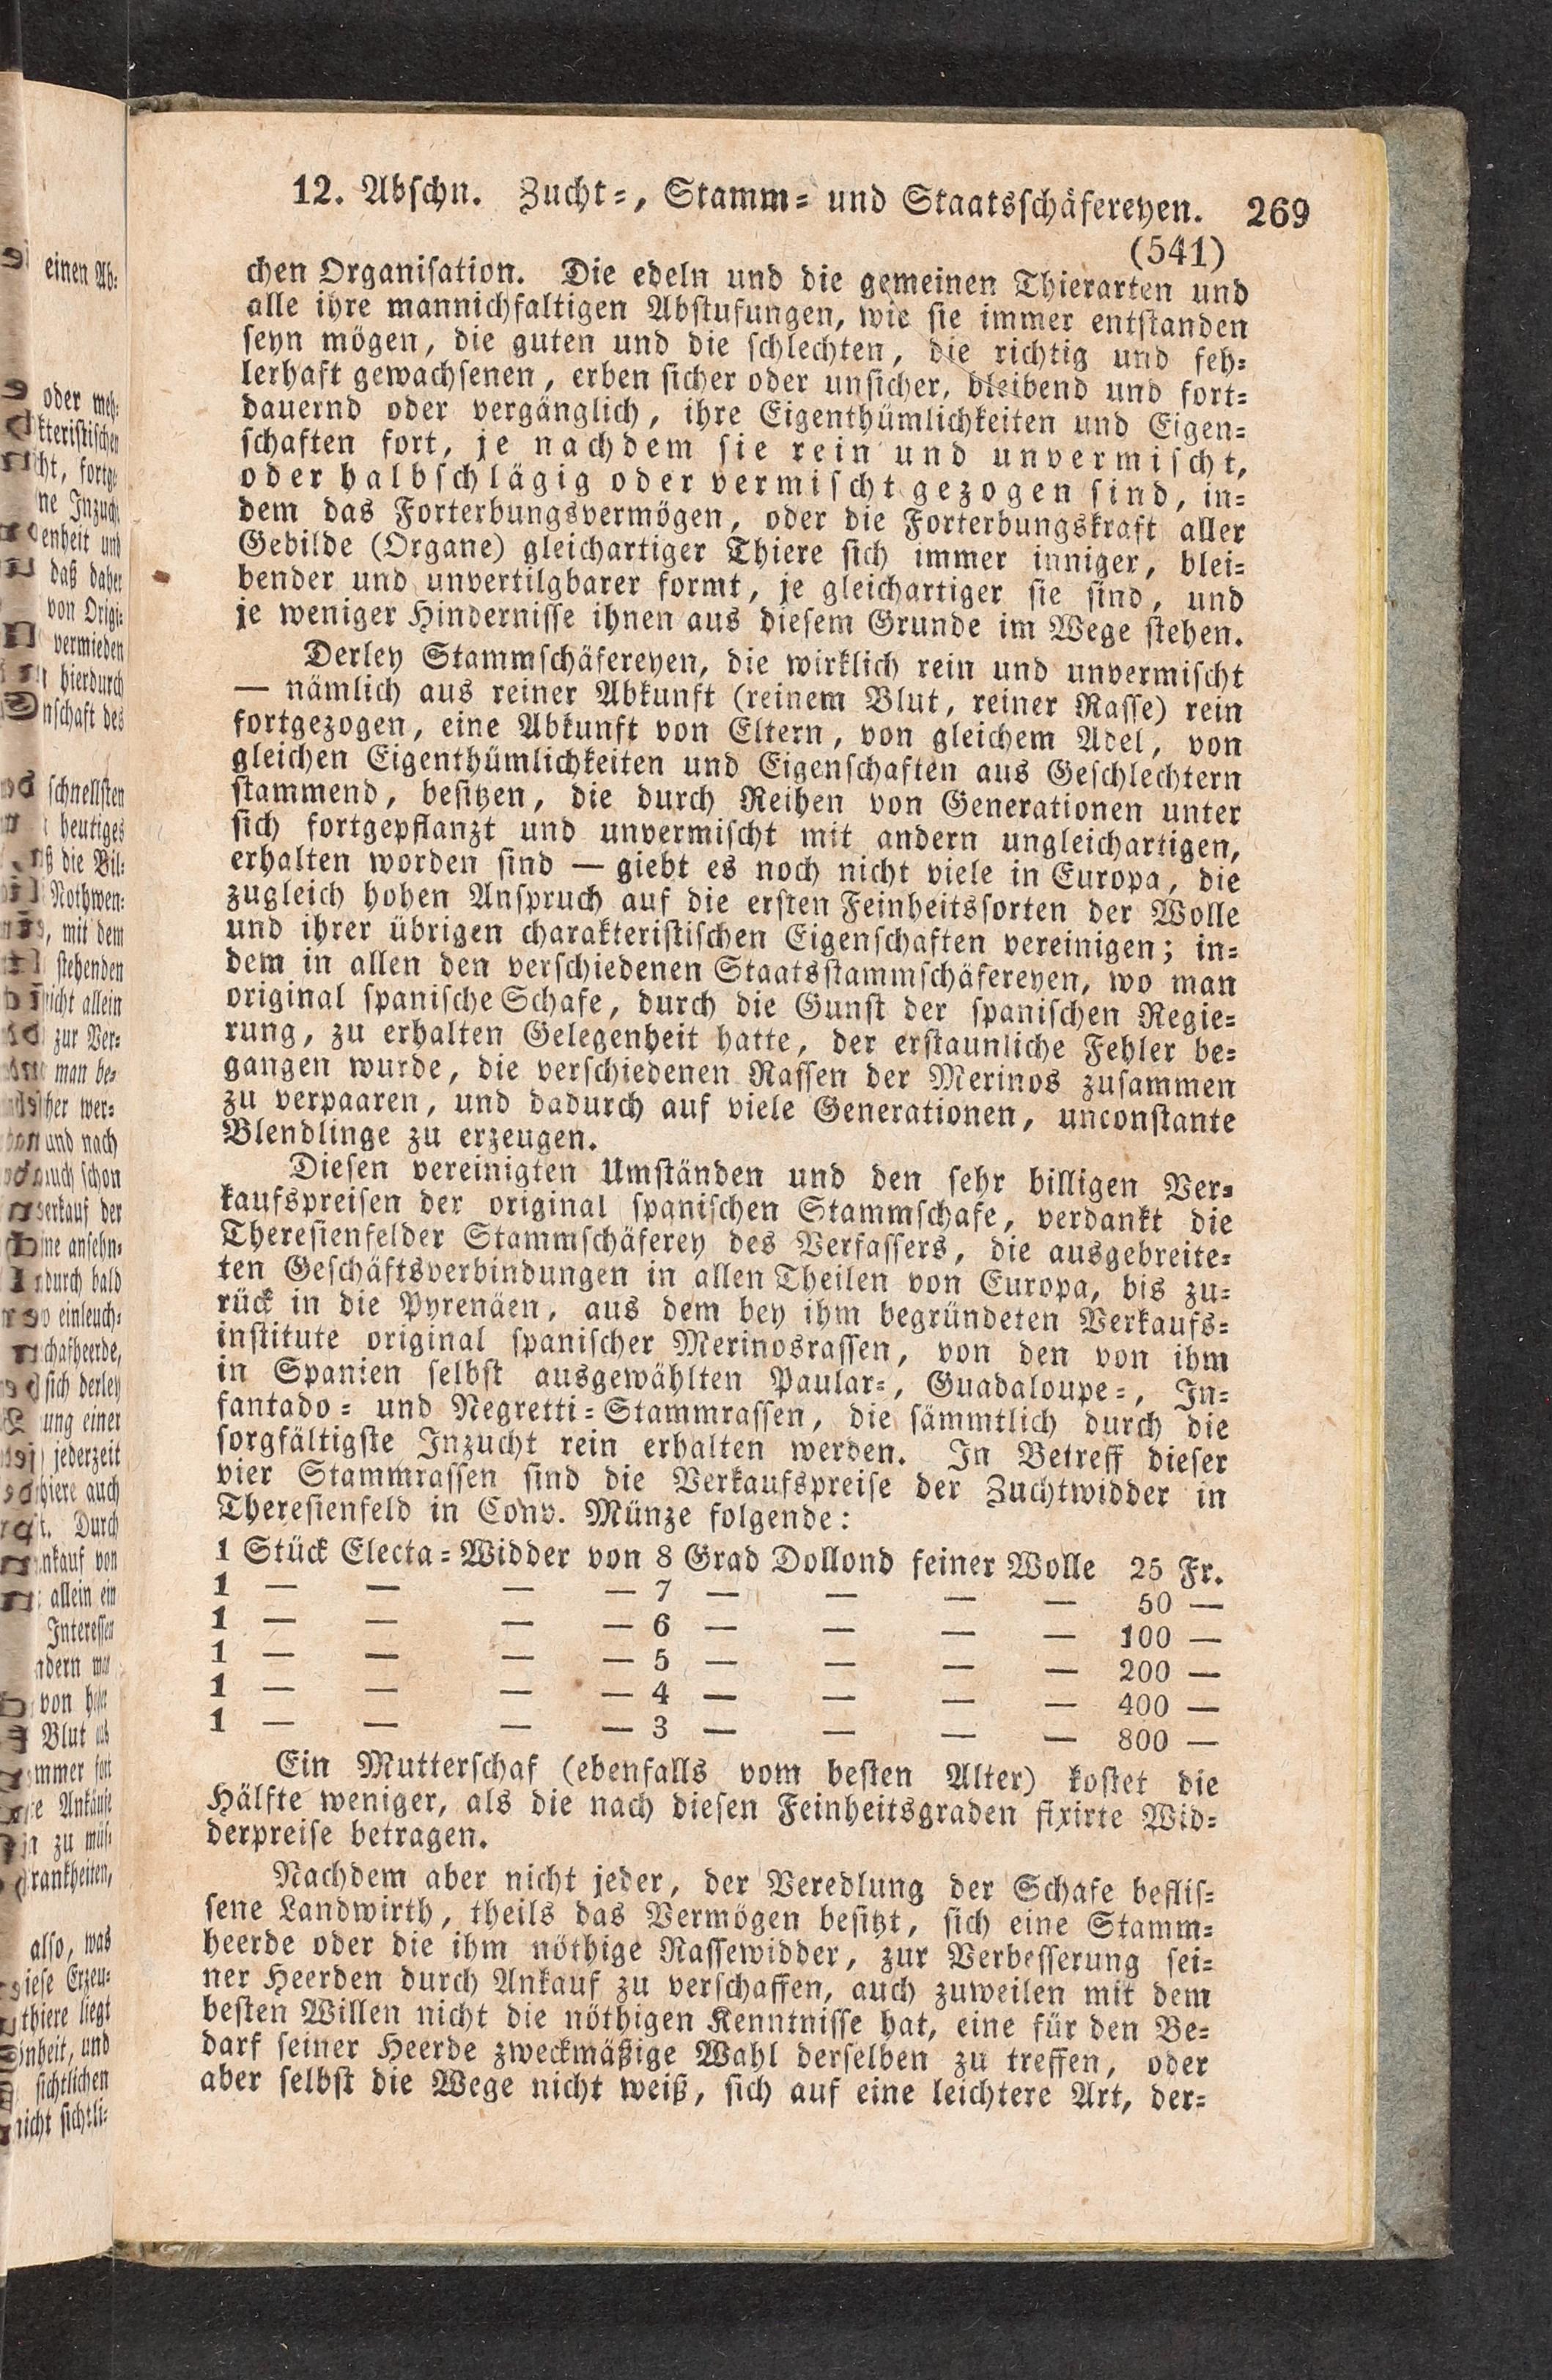 12. Abschn. Zucht-, Stamm- und Staatsschäfereyen. 269
(541)
chen Organisation. Die edeln und die gemeinen Thierarten und
alle ihre mannichfaltigen Abstufungen, wie sie immer entstanden
seyn mögen, die guten und die schlechten, die richtig und feh-
lerhaft gewachsenen, erben sicher oder unsicher, bleibend und fort-
dauernd oder vergänglich, ihre Eigenthümlichkeiten und Eigen-
schaften fort, je nachdem sie rein und unvermischt,
oder halbschlägig oder vermischt gezogen sind, in-
dem das Forterbungsvermögen, oder die Forterbungskraft aller
Gebilde (Organe) gleichartiger Thiere sich immer inniger, blei-
bender und unvertilgbarer formt, je gleichartiger sie sind, und
je weniger Hindernisse ihnen aus diesem Grunde im Wege stehen.
Derley Stammschäfereyen, die wirklich rein und unvermischt
— nämlich aus reiner Abkunft (reinem Blut, reiner Rasse) rein
fortgezogen, eine Abkunft von Eltern, von gleichem Adel, von
gleichen Eigenthümlichkeiten und Eigenschaften aus Geschlechtern
stammend, besitzen, die durch Reihen von Generationen unter
sich fortgepflanzt und unvermischt mit andern ungleichartigen,
erhalten worden sind — giebt es noch nicht viele in Europa, die
zugleich hohen Anspruch auf die ersten Feinheitssorten der Wolle
und ihrer übrigen charakteristischen Eigenschaften vereinigen; in-
dem in allen den verschiedenen Staatsstammschäfereyen, wo man
original spanische Schafe, durch die Gunst der spanischen Regie-
rung, zu erhalten Gelegenheit hatte, der erstaunliche Fehler be-
gangen wurde, die verschiedenen Rassen der Merinos zusammen
zu verpaaren, und dadurch auf viele Generationen, unconstante
Blendlinge zu erzeugen.
Diesen vereinigten Umständen und den sehr billigen Ver-
kaufspreisen der original spanischen Stammschafe, verdankt die
Theresienfelder Stammschäferey des Verfassers, die ausgebreite-
ten Geschäftsverbindungen in allen Theilen von Europa, bis zu-
rück in die Pyrenäen, aus dem bey ihm begründeten Verkaufs-
institute original spanischer Merinosrassen, von den von ihm
in Spanien selbst ausgewählten Paular-, Guadaloupe-, In-
fantado- und Negretti-Stammrassen, die sämmtlich durch die
sorgfältigste Inzucht rein erhalten werden. In Betreff dieser
vier Stammrassen sind die Verkaufspreise der Zuchtwidder in
Theresienfeld in Conv. Münze folgende:
1 Stück Electa-Widder von 8 Grad Dollond feiner Wolle 25 Fr.
1 — — — — 7 — — — — 50 —
1 — — — — 6 — — — — 100 —
1 — — — — 5 — — — — 200 —
1 — — — — 4 — — — — 400 —
1 — — — — 3 — — — — 800 —
Ein Mutterschaf (ebenfalls vom besten Alter) kostet die
Hälfte weniger, als die nach diesen Feinheitsgraden fixirte Wid-
derpreise betragen.
Nachdem aber nicht jeder, der Veredlung der Schafe beflis-
sene Landwirth, theils das Vermögen besitzt, sich eine Stamm-
heerde oder die ihm nöthige Rassewidder, zur Verbesserung sei-
ner Heerden durch Ankauf zu verschaffen, auch zuweilen mit dem
besten Willen nicht die nöthigen Kenntnisse hat, eine für den Be-
darf seiner Heerde zweckmäßige Wahl derselben zu treffen, oder
aber selbst die Wege nicht weiß, sich auf eine leichtere Art, der-